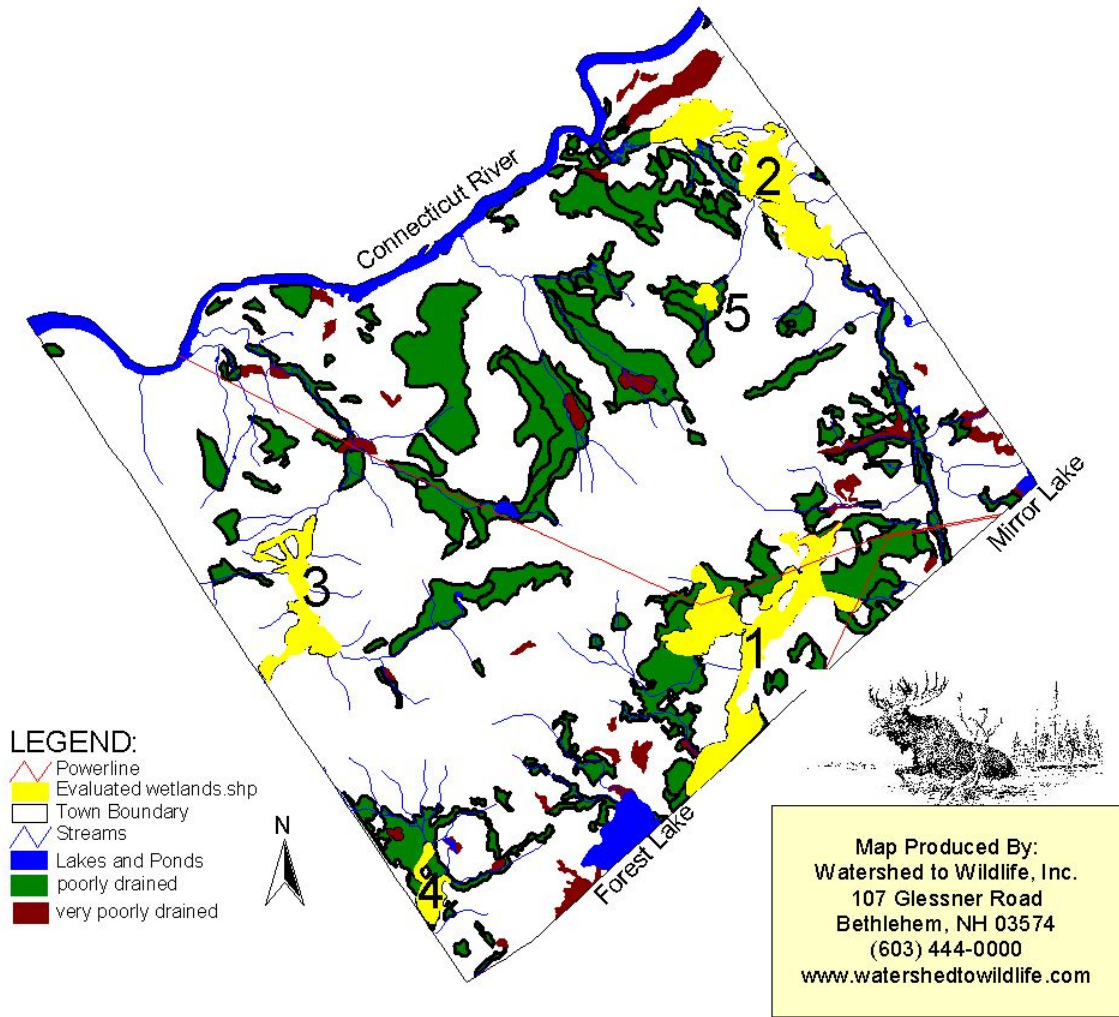 Connecticut River
2
5
Mirror Lake
3
1
LEGEND:
Powerline
Evaluated wetlands.shp
Town Boundary
Streams
Lakes and Ponds
poorly drained
very poorly drained
N
4
Forest Lake
Map Produced By:
Watershed to Wildlife, Inc.
107 Glessner Road
Bethlehem, NH 03574
(603) 444-0000
www.watershedtowildlife.com